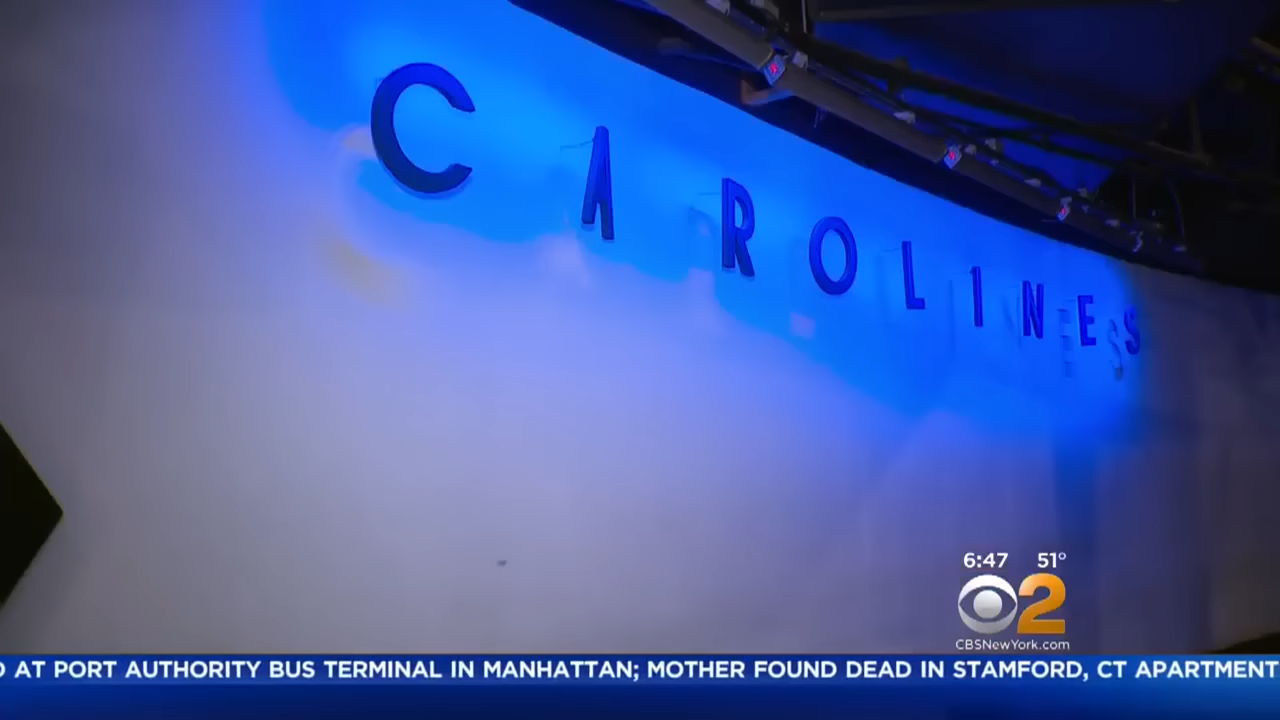 CAROLINES
6:47 51°
2
CBSNewYork.com
AT PORT AUTHORITY BUS TERMINAL IN MANHATTAN; MOTHER FOUND DEAD IN STAMFORD, CT APARTMENT